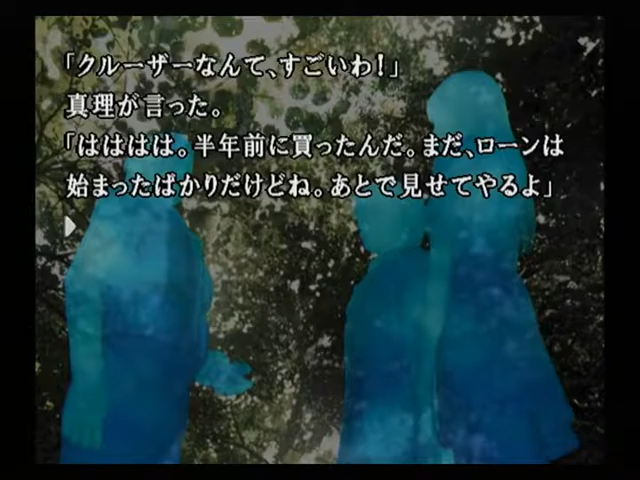 「クルーザーなんて、すごいわ！」
真理が言った。
「はははは。半年前に買ったんだ。まだ、ローンは
始まったばかりだけどね。あとで見せてやるよ」